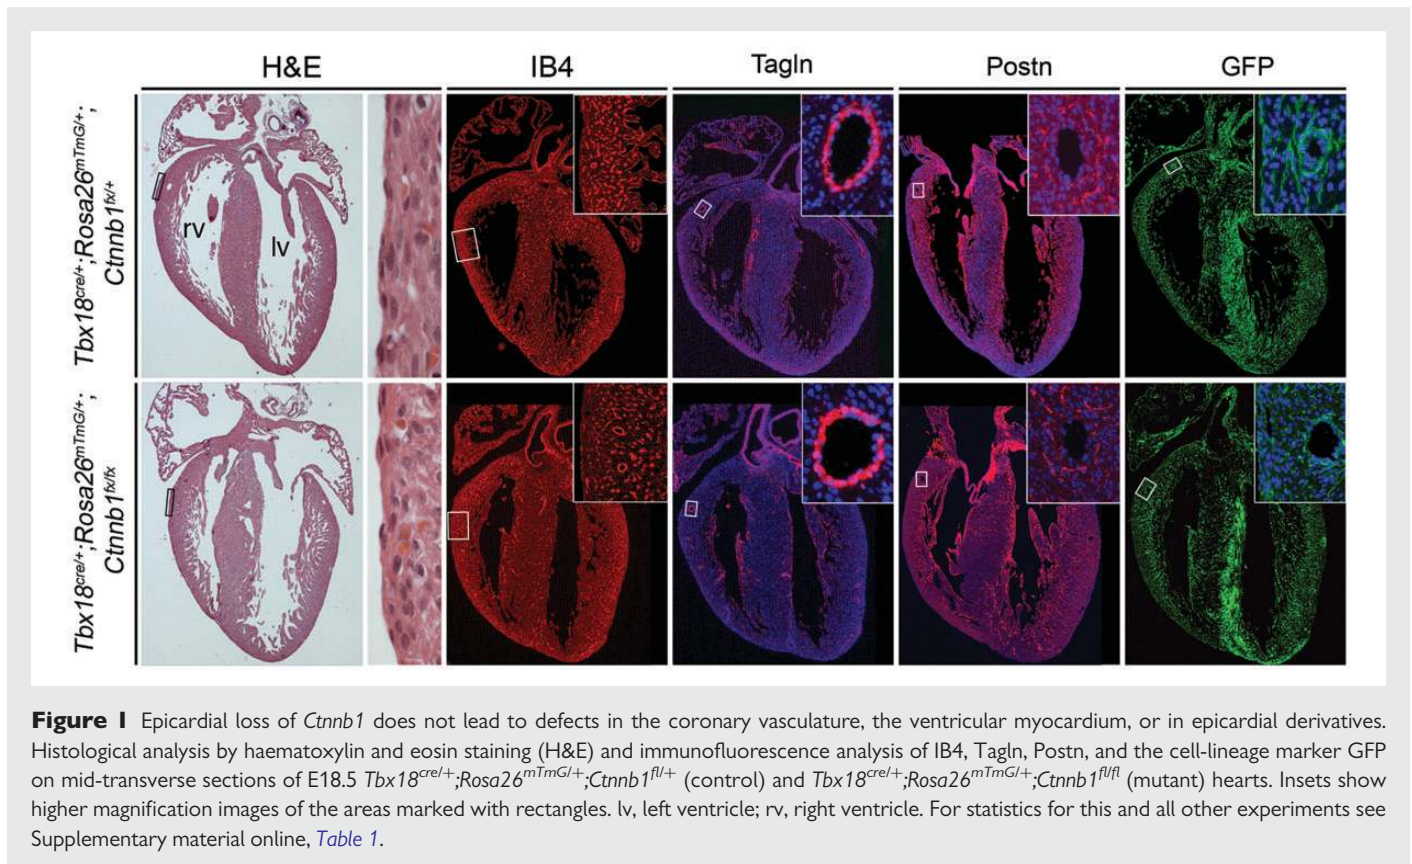 H&E IB4 Tagln Postn GFP
Tbx18cre/+;Rosa26mTmG/+;
Ctnnb1fx/+
rv lv
Tbx18cre/+;Rosa26mTmG/+;
Ctnnb1fx/fx
Figure 1 Epicardial loss of Ctnnb1 does not lead to defects in the coronary vasculature, the ventricular myocardium, or in epicardial derivatives.
Histological analysis by haematoxylin and eosin staining (H&E) and immunofluorescence analysis of IB4, Tagln, Postn, and the cell-lineage marker GFP
on mid-transverse sections of E18.5 Tbx18cre/+;Rosa26mTmG/+;Ctnnb1fl/+ (control) and Tbx18cre/+;Rosa26mTmG/+;Ctnnb1fl/fl (mutant) hearts. Insets show
higher magnification images of the areas marked with rectangles. lv, left ventricle; rv, right ventricle. For statistics for this and all other experiments see
Supplementary material online, Table 1.